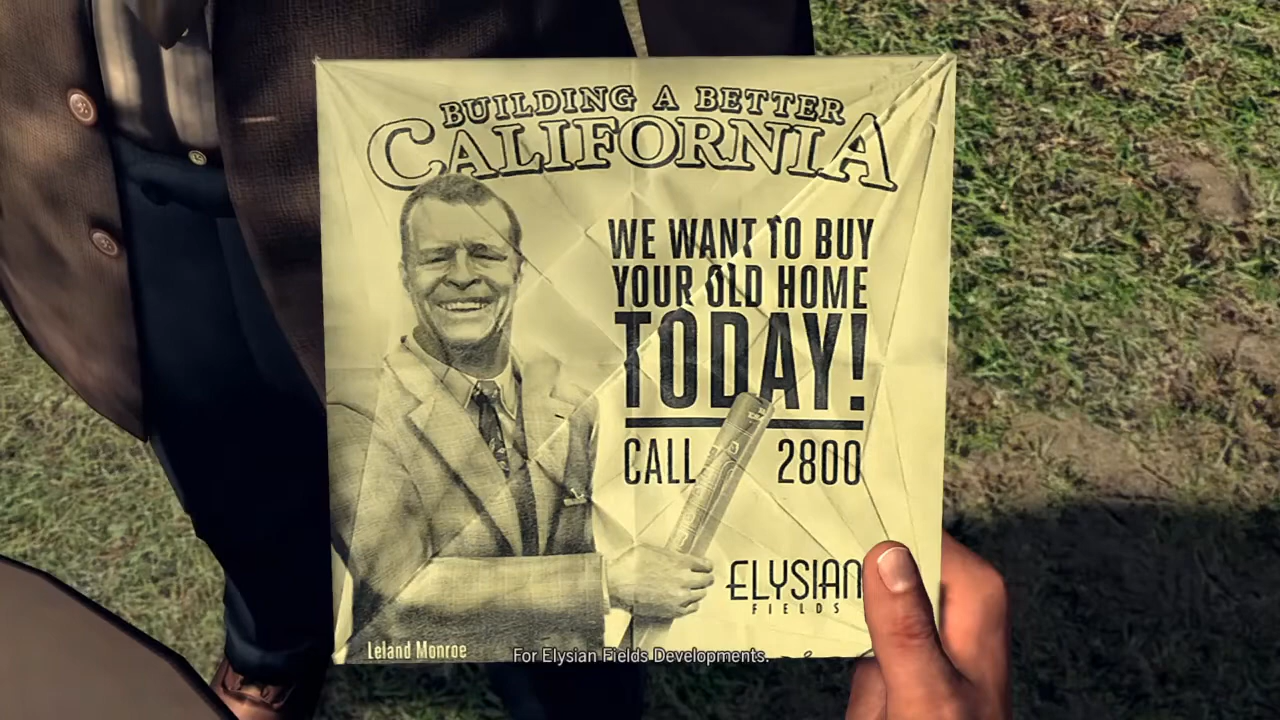 BUILDING A BETTER
CALIFORNIA
WE WANT TO BUY
YOUR OLD HOME
TODAY!
CALL 2800
ELYSIAN
FIELDS
Leland Monroe
For Elysian Fields Developments.